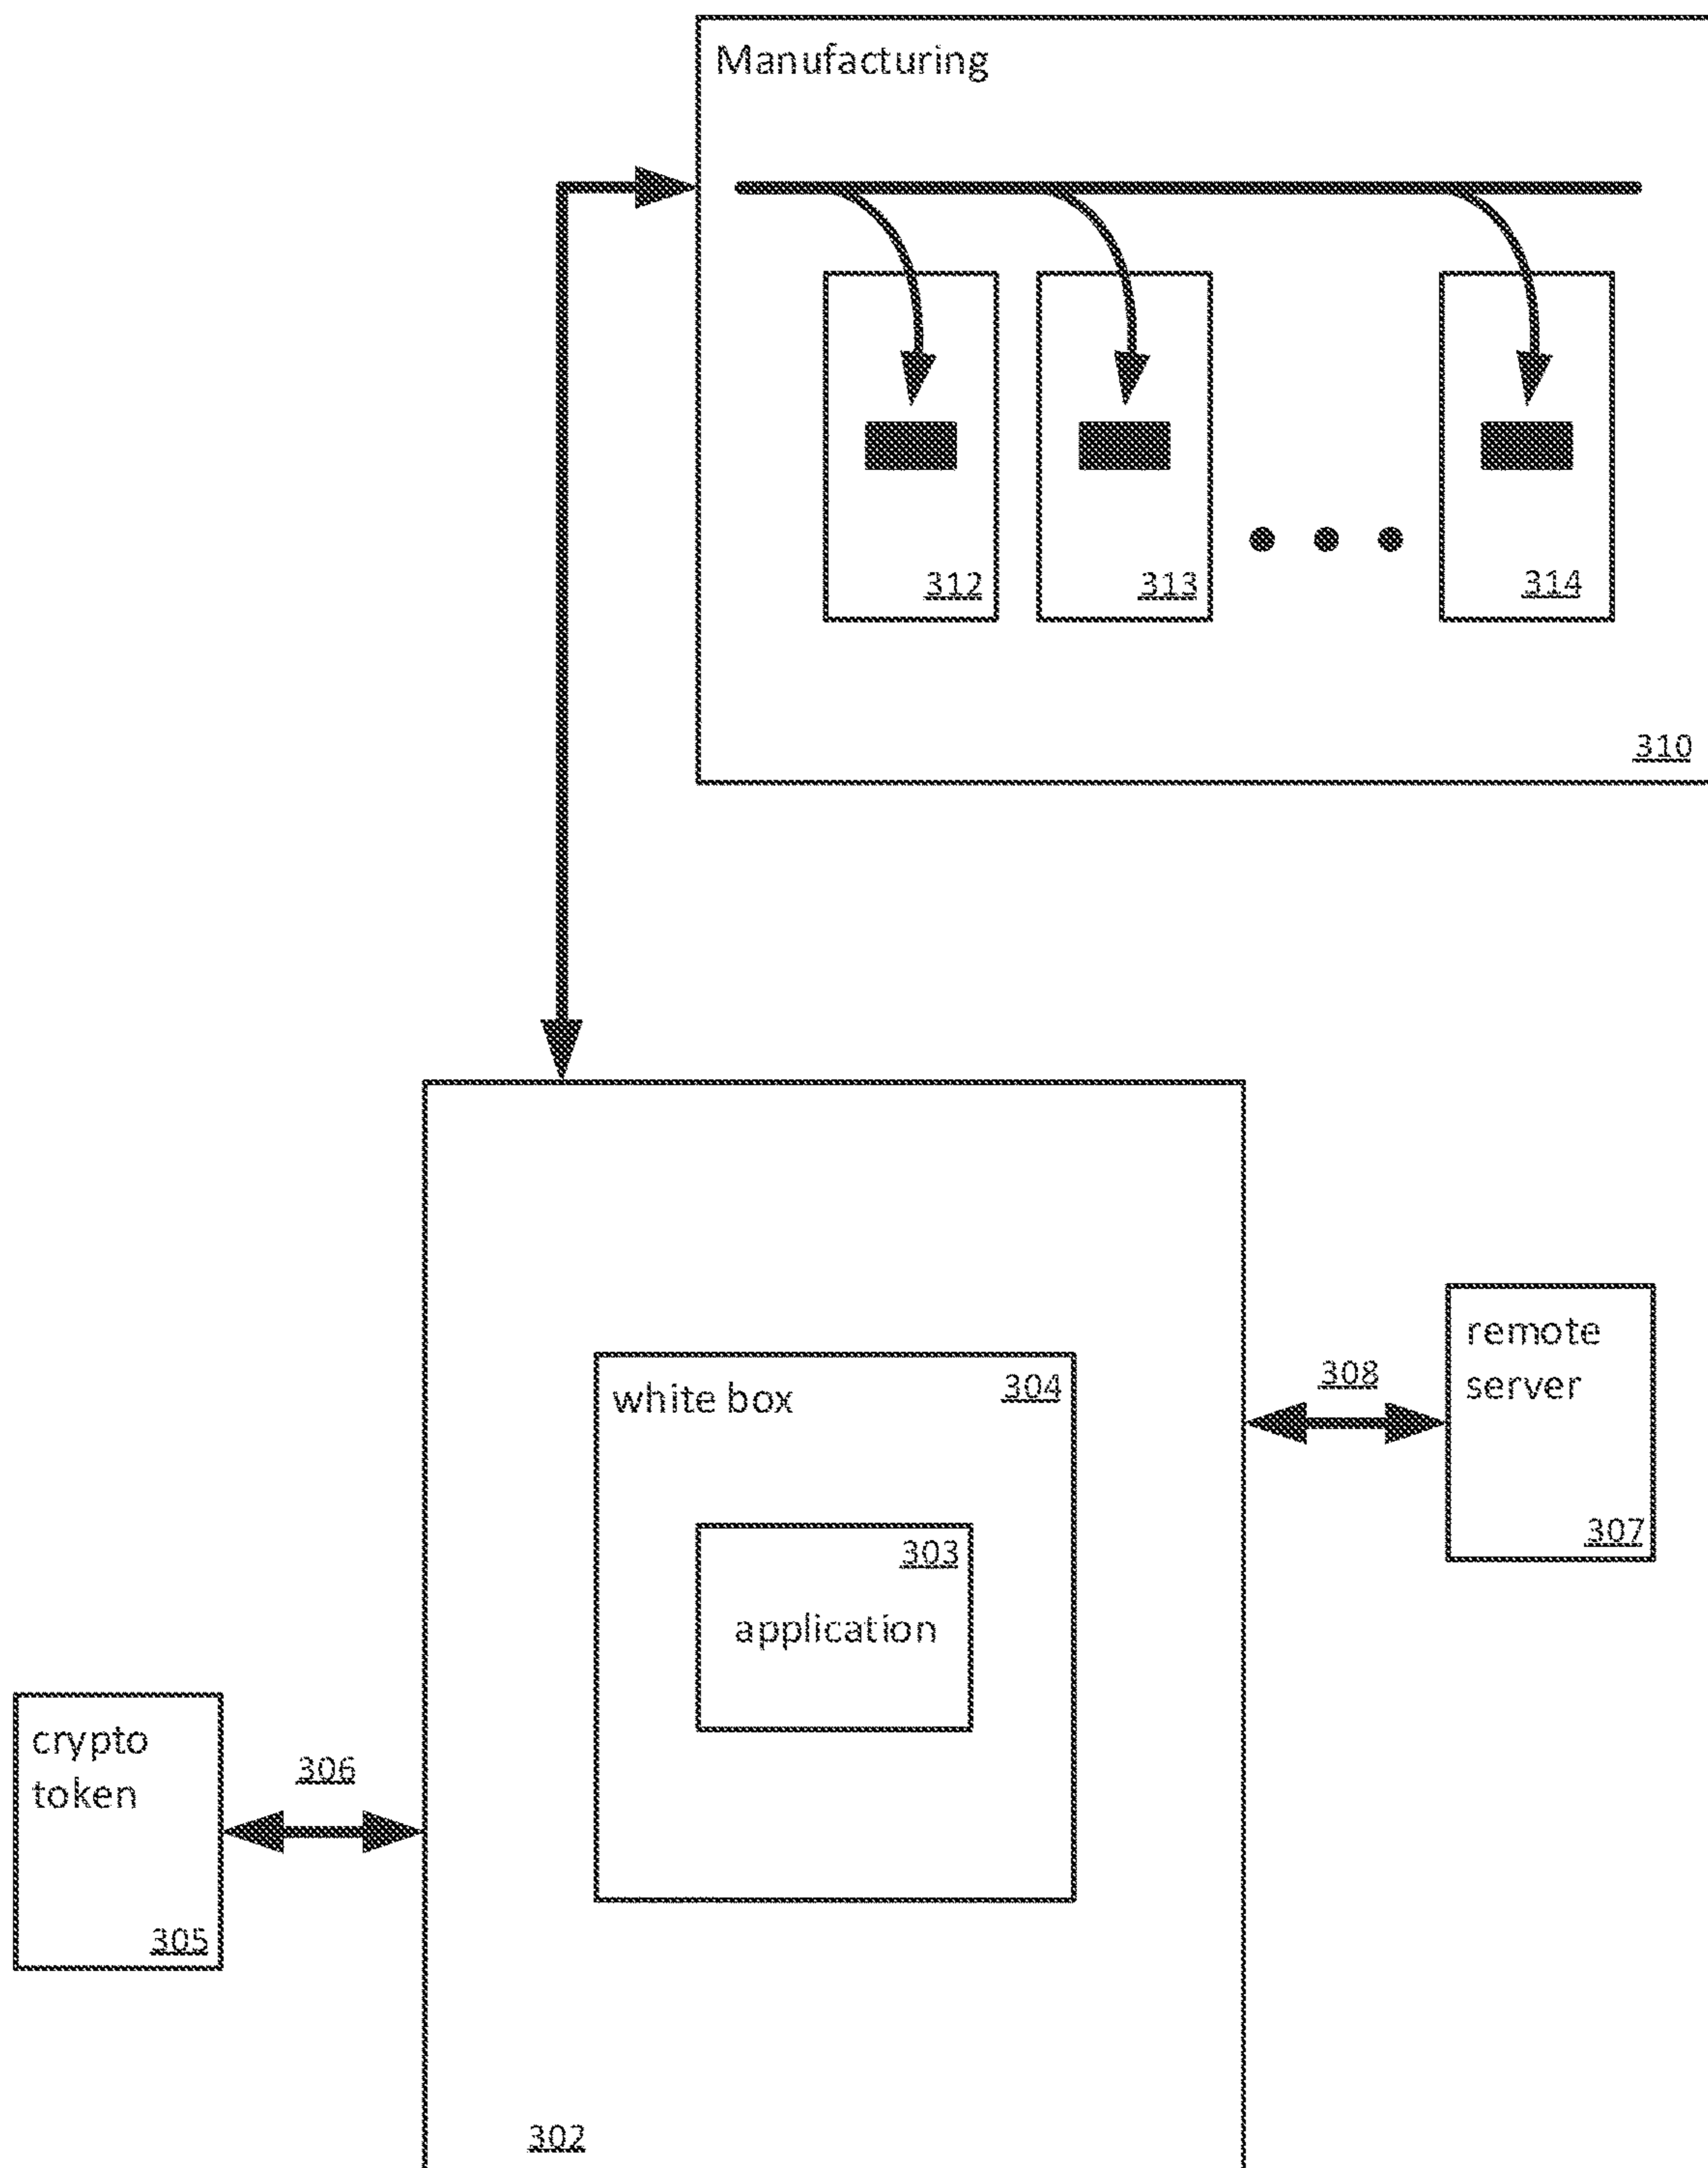 Manufacturing
312
313
314
310
remote
server
308
white box
304
307
303
application
crypto
token
306
305
302